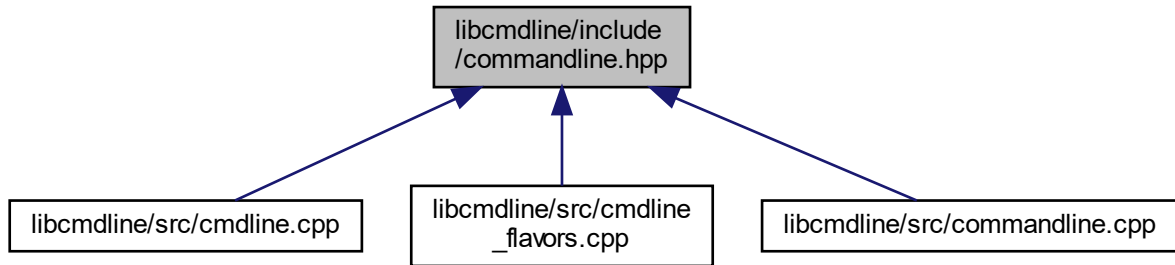 libcmdline/include
/commandline.hpp
libcmdline/src/cmdline.cpp
libcmdline/src/cmdline
_flavors.cpp
libcmdline/src/commandline.cpp